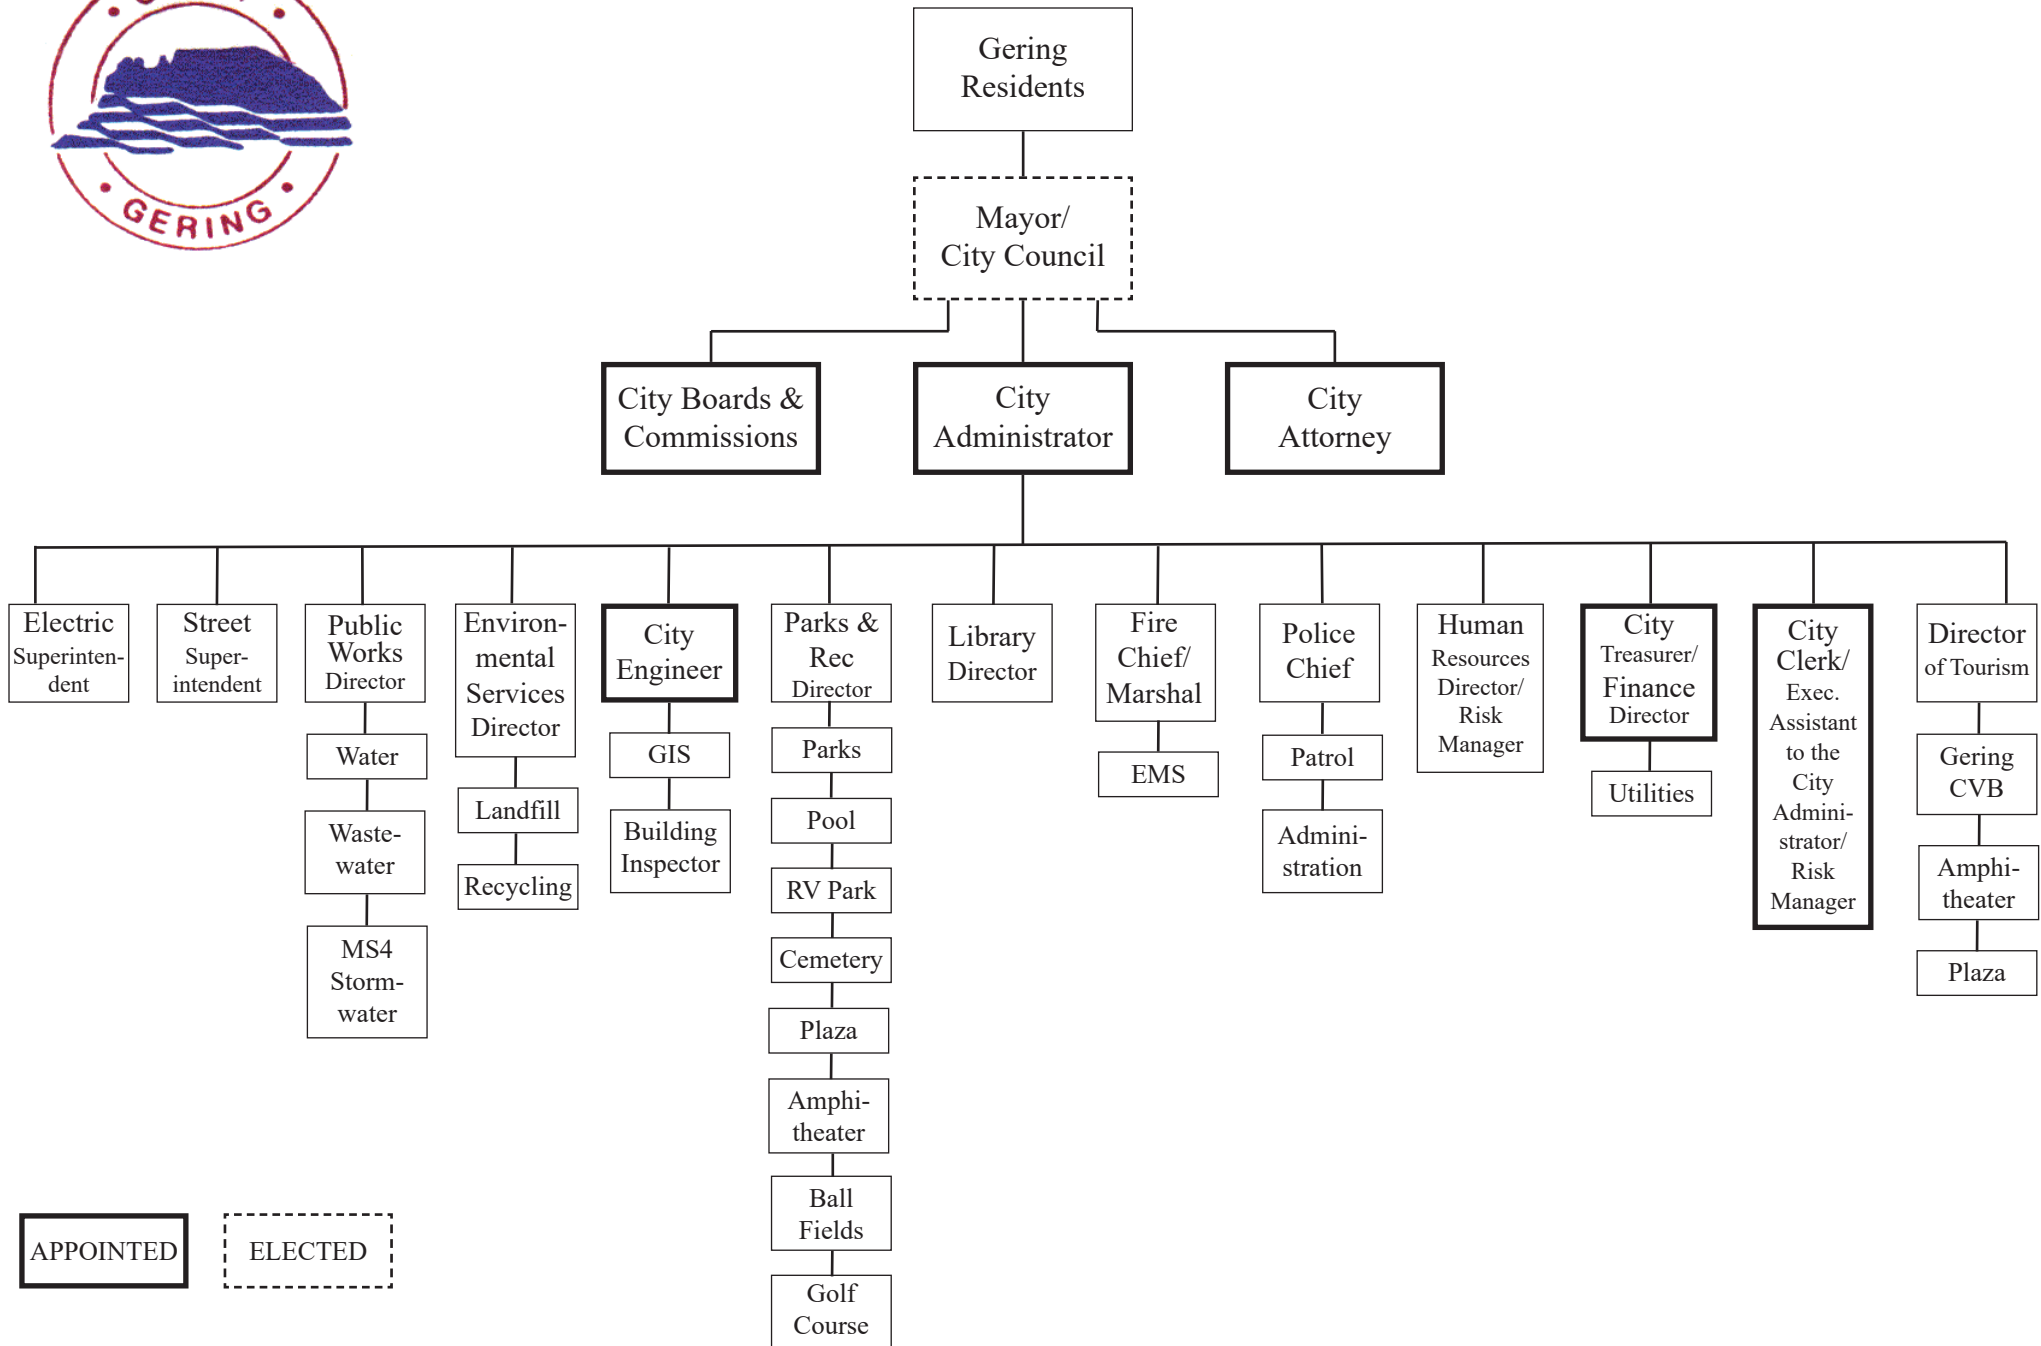 GERING
Gering
Residents
Mayor/
City Council
City Boards &
Commissions
City
Administrator
City
Attorney
Electric
Superinten-
dent
Street
Super-
intendent
Public
Works
Director
Water
Waste-
water
MS4
Storm-
water
Environ-
mental
Services
Director
Landfill
Recycling
City
Engineer
GIS
Building
Inspector
Parks &
Rec
Director
Parks
Pool
RV Park
Cemetery
Plaza
Amphi-
theater
Ball
Fields
Golf
Course
Library
Director
Fire
Chief/
Marshal
EMS
Police
Chief
Patrol
Admini-
stration
Human
Resources
Director/
Risk
Manager
City
Treasurer/
Finance
Director
Utilities
City
Clerk/
Exec.
Assistant
to the
City
Admini-
strator/
Risk
Manager
Director
of Tourism
Gering
CVB
Amphi-
theater
Plaza
APPOINTED
ELECTED